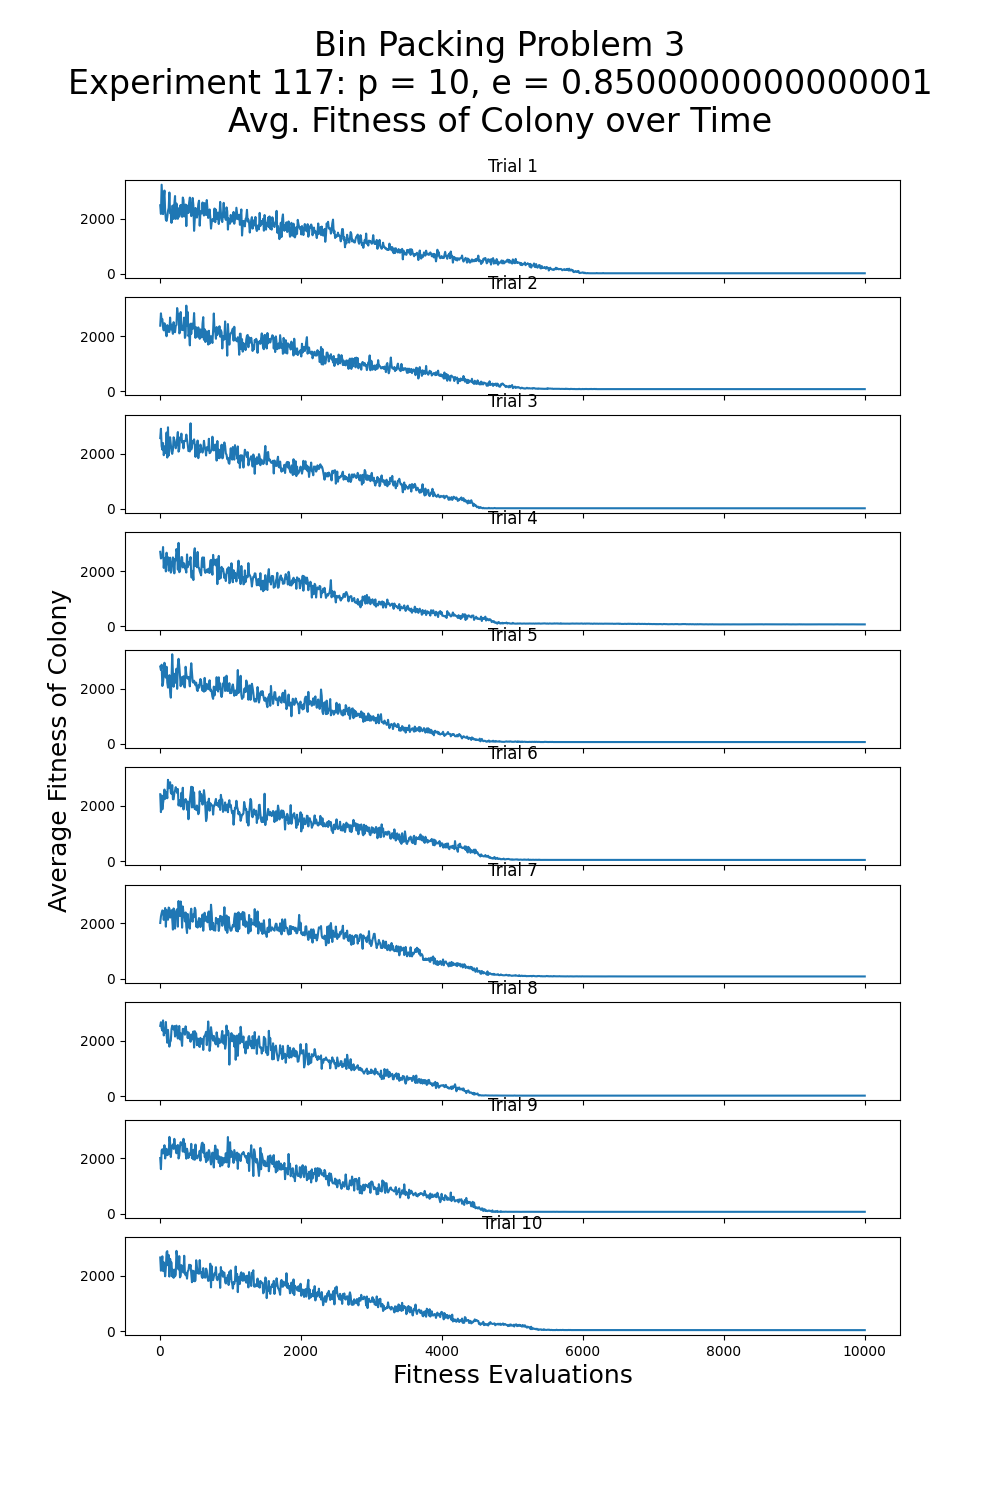 Bin Packing Problem 3
Experiment 117: p = 10, e = 0.8500000000000001
Avg. Fitness of Colony over Time
Trial 1
2000
0
Trial 2
2000
0
Trial 3
2000
0
Trial 4
2000
0
Trial 5
2000
0
Trial 6
2000
0
Trial 7
2000
0
Trial 8
2000
0
Trial 9
2000
0
Trial 10
2000
0
0 2000 4000 6000 8000 10000
Fitness Evaluations
Average Fitness of Colony